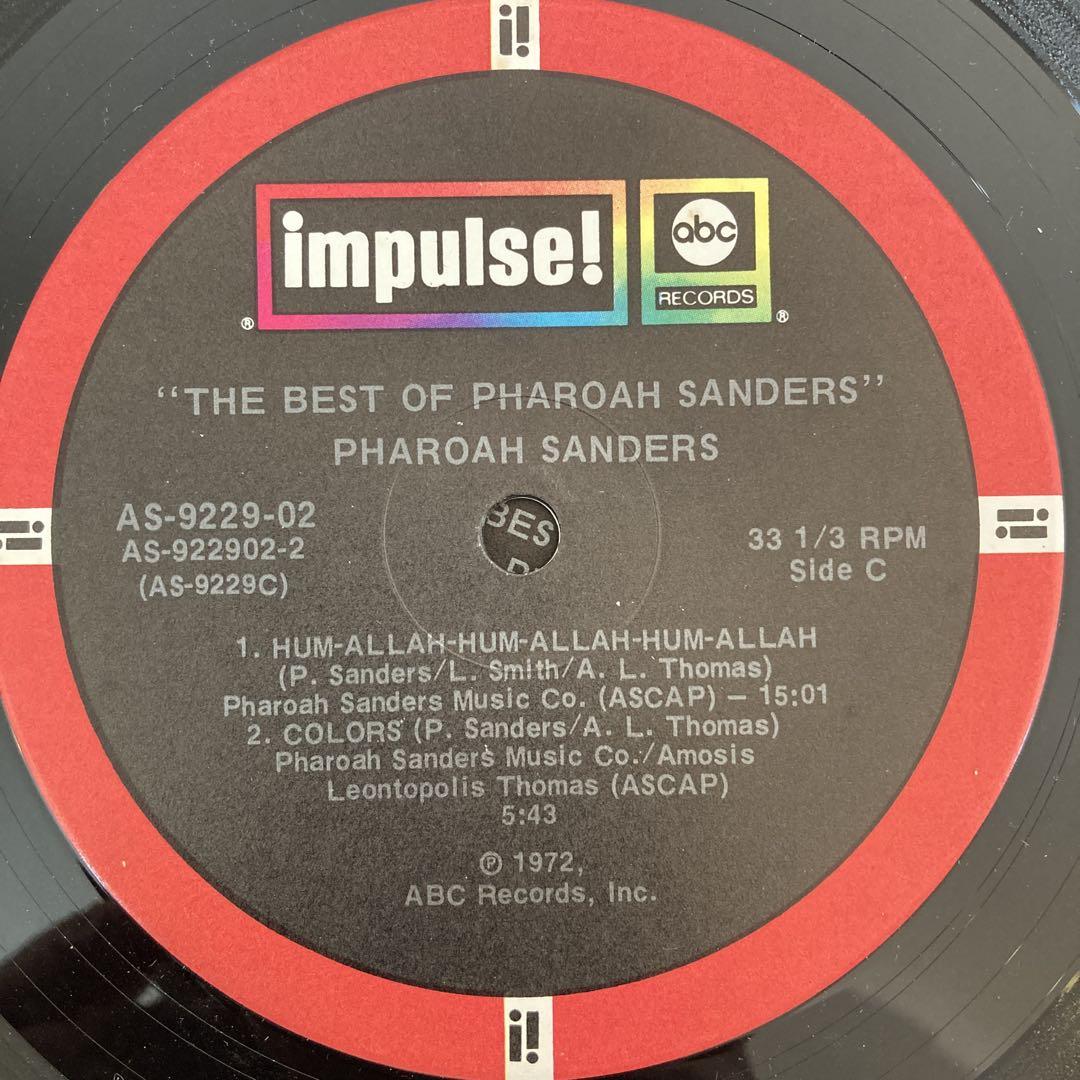 i!
impulse!
abc
RECORDS
®
®
“THE BEST OF PHAROAH SANDERS”
PHAROAH SANDERS
AS-9229-02
AS-922902-2
(AS-9229C)
BES
33 1/3 RPM
Side C
1. HUM-ALLAH-HUM-ALLAH-HUM-ALLAH
(P. Sanders/L. Smith/A. L. Thomas)
Pharoah Sanders Music Co. (ASCAP) — 15:01
2. COLORS (P. Sanders/A. L. Thomas)
Pharoah Sanders Music Co./Amosis
Leontopolis Thomas (ASCAP)
5:43
℗ 1972,
ABC Records, Inc.
i!
i!
i!